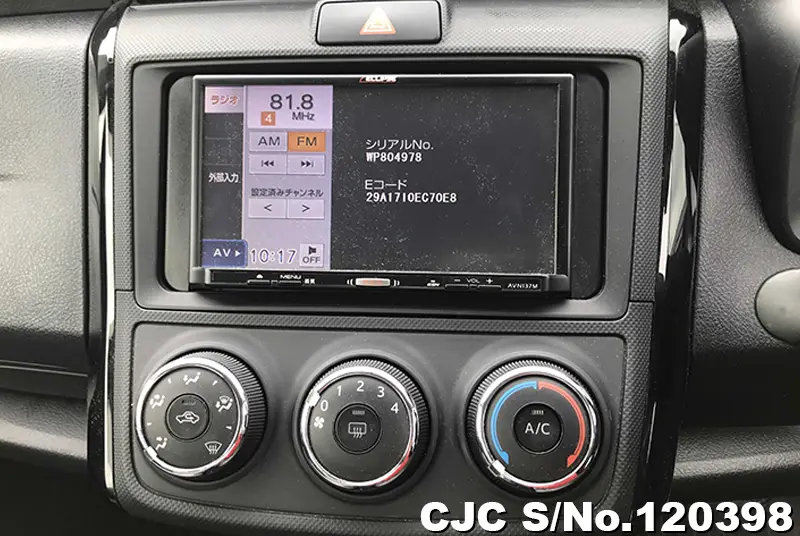 ECLIPSE
ラジオ
81.8
4 MHz
AM FM
シリアルNo.
WP804978
外部入力
設定済みチャンネル
< >
Eコード
29A1710EC70E8
AV
10:17
OFF
MENU
画質
− VOL +
AVN137M
0 1 2 3 4
A/C
CJC S/No.120398